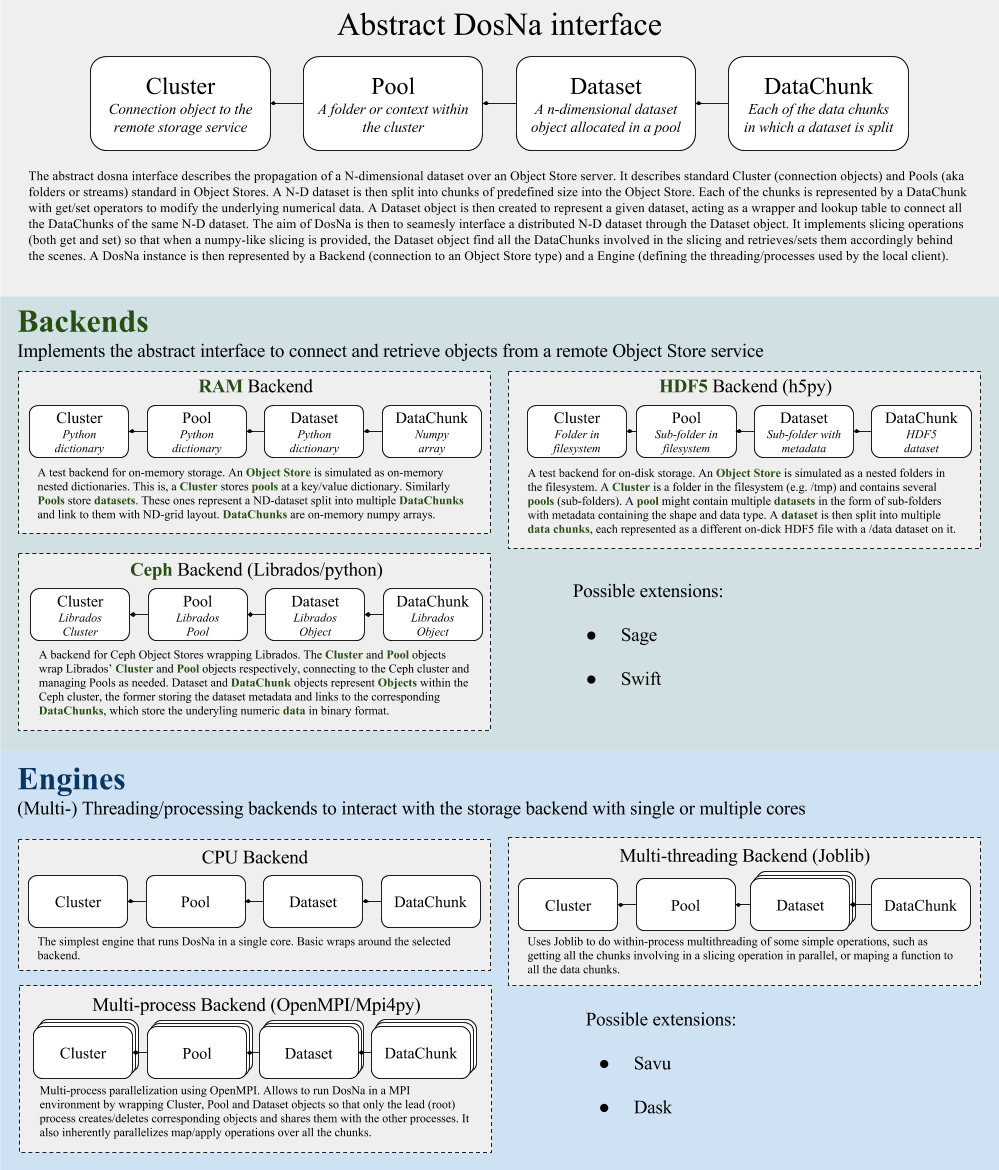 Abstract DosNa interface
Cluster
Connection object to the
remote storage service
Pool
A folder or context within
the cluster
Dataset
A n-dimensional dataset
object allocated in a pool
DataChunk
Each of the data chunks
in which a dataset is split
The abstract dosna interface describes the propagation of a N-dimensional dataset over an Object Store server. It describes standard Cluster (connection objects) and Pools (aka
folders or streams) standard in Object Stores. A N-D dataset is then split into chunks of predefined size into the Object Store. Each of the chunks is represented by a DataChunk
with get/set operators to modify the underlying numerical data. A Dataset object is then created to represent a given dataset, acting as a wrapper and lookup table to connect all
the DataChunks of the same N-D dataset. The aim of DosNa is then to seamesly interface a distributed N-D dataset through the Dataset object. It implements slicing operations
(both get and set) so that when a numpy-like slicing is provided, the Dataset object find all the DataChunks involved in the slicing and retrieves/sets them accordingly behind
the scenes. A DosNa instance is then represented by a Backend (connection to an Object Store type) and a Engine (defining the threading/processes used by the local client).
Backends
Implements the abstract interface to connect and retrieve objects from a remote Object Store service
RAM Backend
Cluster
Python
dictionary
Pool
Python
dictionary
Dataset
Python
dictionary
DataChunk
Numpy
array
A test backend for on-memory storage. An Object Store is simulated as on-memory
nested dictionaries. This is, a Cluster stores pools at a key/value dictionary. Similarly
Pools store datasets. These ones represent a ND-dataset split into multiple DataChunks
and link to them with ND-grid layout. DataChunks are on-memory numpy arrays.
HDF5 Backend (h5py)
Cluster
Folder in
filesystem
Pool
Sub-folder in
filesystem
Dataset
Sub-folder with
metadata
DataChunk
HDF5
dataset
A test backend for on-disk storage. An Object Store is simulated as a nested folders in
the filesystem. A Cluster is a folder in the filesystem (e.g. /tmp) and contains several
pools (sub-folders). A pool might contain multiple datasets in the form of sub-folders
with metadata containing the shape and data type. A dataset is then split into multiple
data chunks, each represented as a different on-dick HDF5 file with a /data dataset on it.
Ceph Backend (Librados/python)
Cluster
Librados
Cluster
Pool
Librados
Pool
Dataset
Librados
Object
DataChunk
Librados
Object
A backend for Ceph Object Stores wrapping Librados. The Cluster and Pool objects
wrap Librados’ Cluster and Pool objects respectively, connecting to the Ceph cluster and
managing Pools as needed. Dataset and DataChunk objects represent Objects within the
Ceph cluster, the former storing the dataset metadata and links to the corresponding
DataChunks, which store the underyling numeric data in binary format.
Possible extensions:
● Sage
● Swift
Engines
(Multi-) Threading/processing backends to interact with the storage backend with single or multiple cores
CPU Backend
Cluster
Pool
Dataset
DataChunk
The simplest engine that runs DosNa in a single core. Basic wraps around the selected
backend.
Multi-threading Backend (Joblib)
Cluster
Pool
Dataset
DataChunk
Uses Joblib to do within-process multithreading of some simple operations, such as
getting all the chunks involving in a slicing operation in parallel, or maping a function to
all the data chunks.
Multi-process Backend (OpenMPI/Mpi4py)
Cluster
Pool
Dataset
DataChunk
Multi-process parallelization using OpenMPI. Allows to run DosNa in a MPI
environment by wrapping Cluster, Pool and Dataset objects so that only the lead (root)
process creates/deletes corresponding objects and shares them with the other processes. It
also inherently parallelizes map/apply operations over all the chunks.
Possible extensions:
● Savu
● Dask